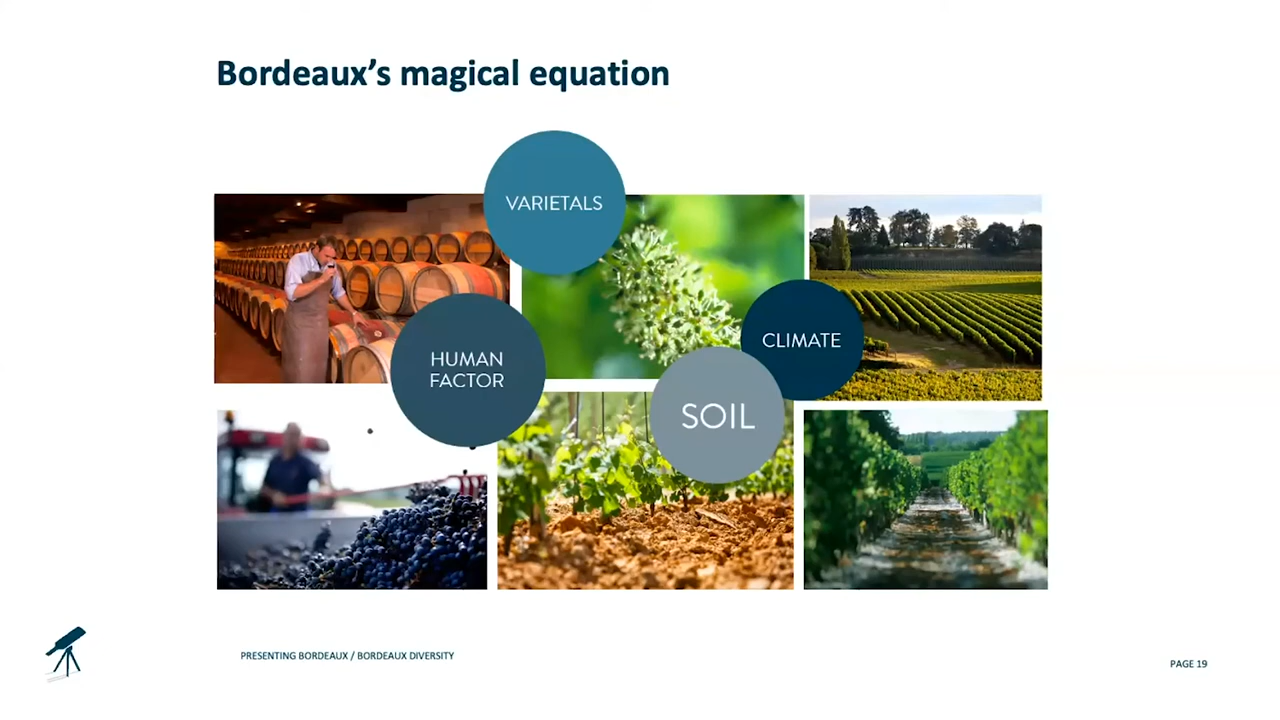 Bordeaux’s magical equation
VARIETALS
CLIMATE
HUMAN
FACTOR
SOIL
PRESENTING BORDEAUX / BORDEAUX DIVERSITY
PAGE 19